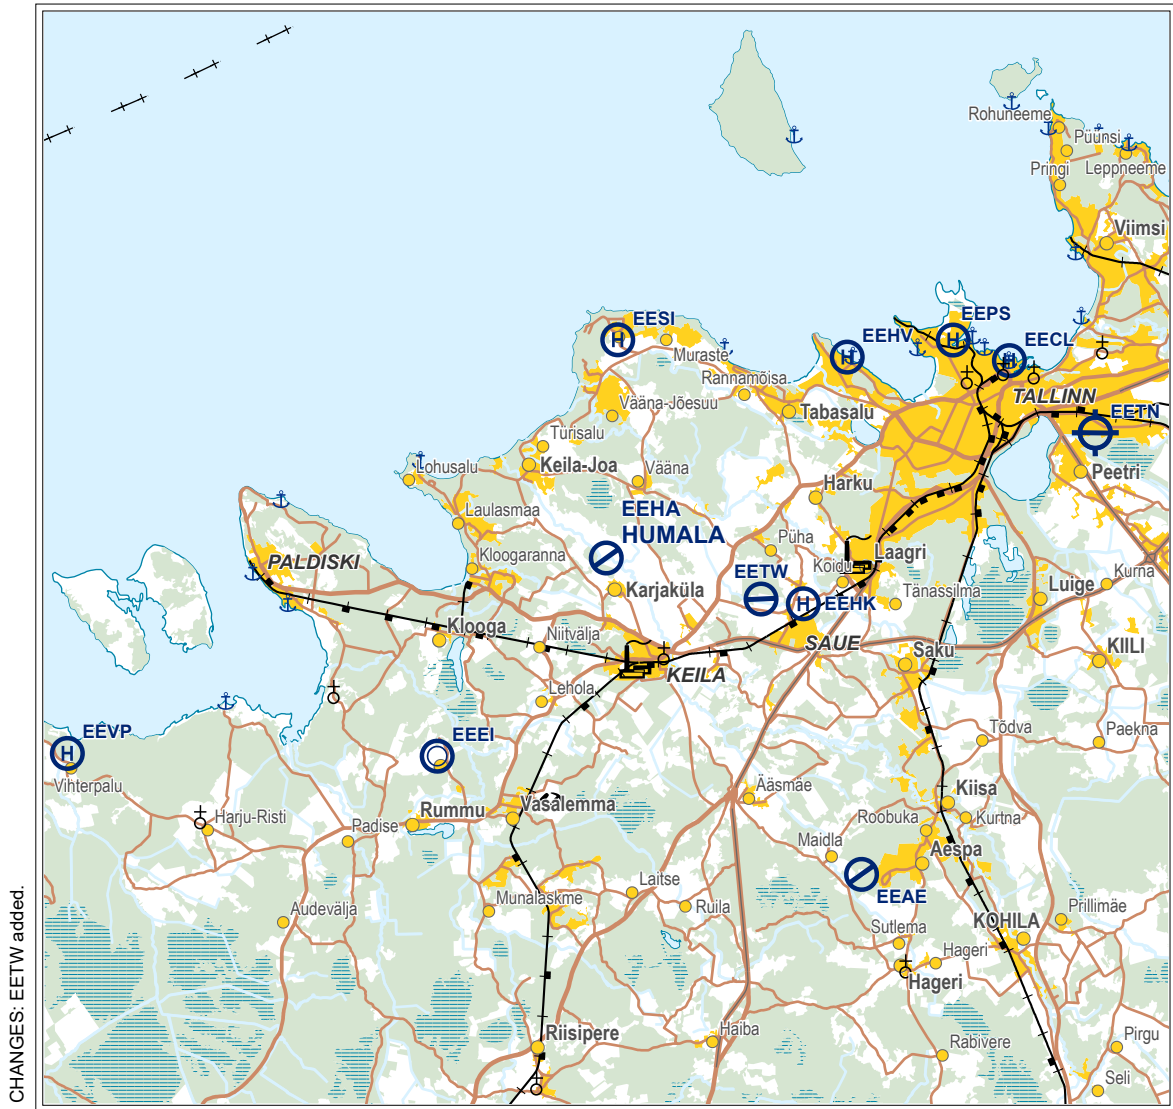 Rohuneeme
Püünsi
Leppneeme
Pringi
Viimsi
EESI
EEPS
EEHV
EECL
Muraste
Rannamõisa
TALLINN
Tabasalu
EETN
Vääna-Jõesuu
Turisalu
Keila-Joa
Vääna
Peetri
Lohusalu
Harku
EEHA
HUMALA
Laulasmaa
Püha
Laagri
Kloogaranna
PALDISKI
Koidu
EETW
Karjaküla
Kurna
Luige
Tänassilma
EEHK
Klooga
Niitvälja
SAUE
Saku
KIILI
KEILA
Lehola
EEVP
EEEI
Tõdva
Paekna
Vihterpalu
Ääsmäe
Kiisa
Harju-Risti
Rummu
Vasalemma
Roobuka
Kurtna
Padise
Maidla
Aespa
EEAE
Laitse
Munalaskme
Ruila
Audevälja
Prillimäe
KOHILA
Sutlema
Hageri
Hageri
Riisipere
Haiba
Rabivere
Pirgu
Seli
CHANGES: EETW added.